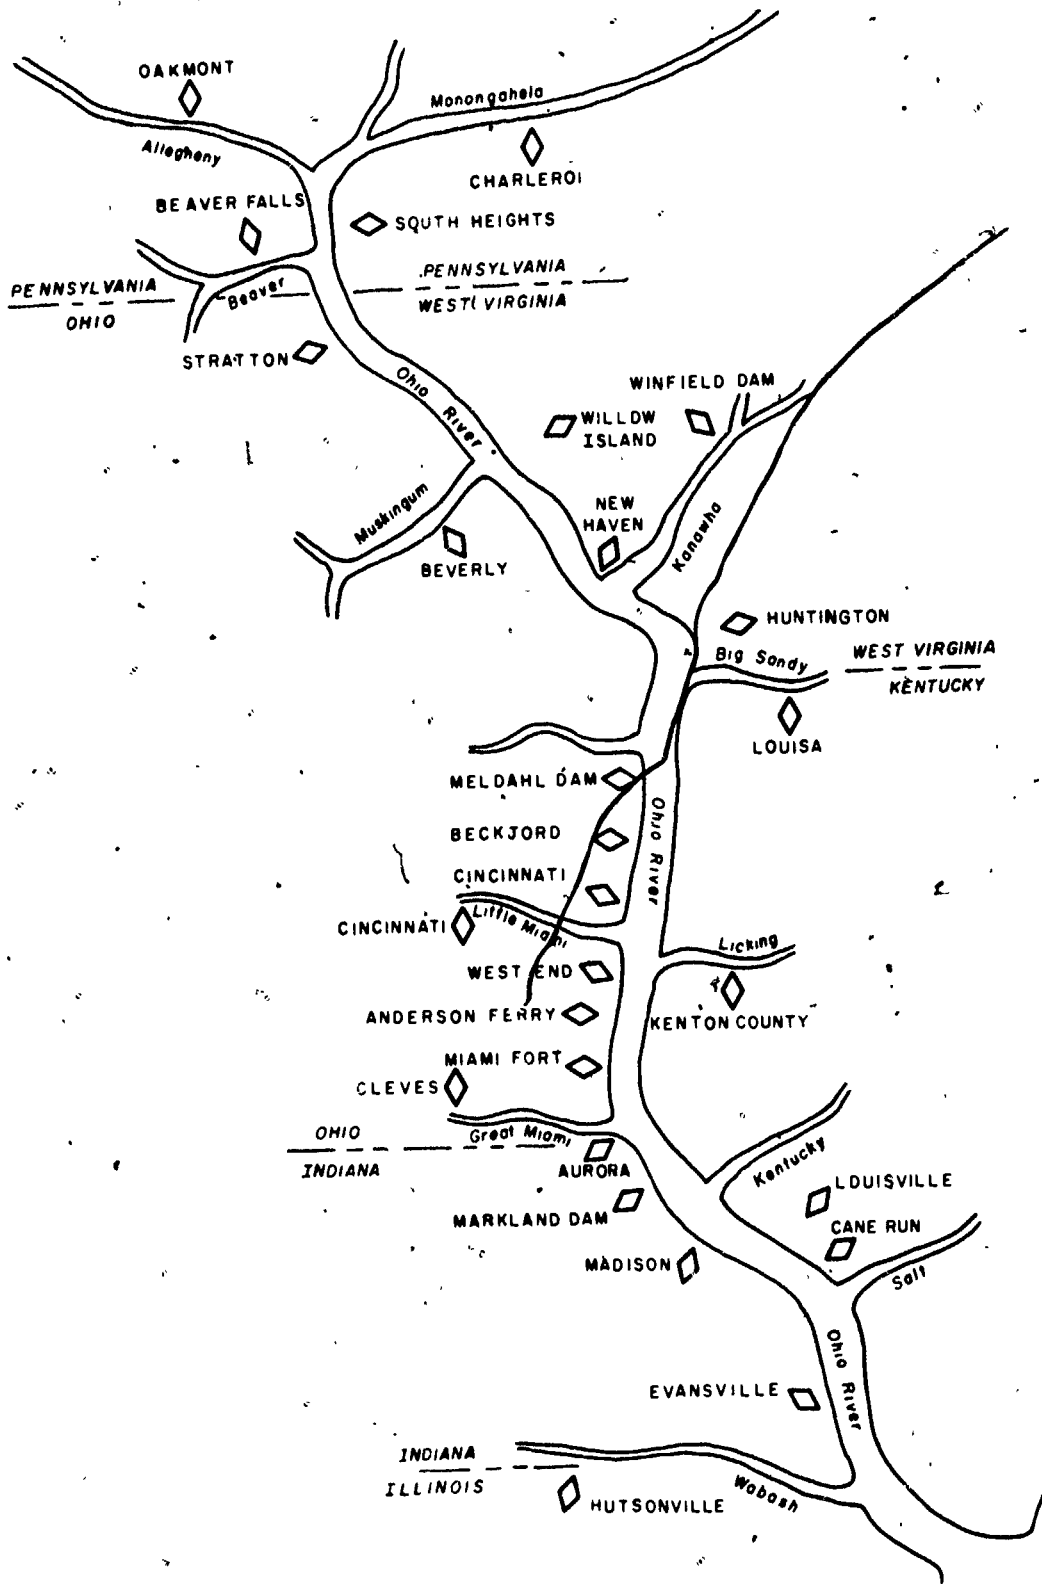 OAKMONT
Monongahela
Allegheny
CHARLEROI
BEAVER FALLS
SOUTH HEIGHTS
PENNSYLVANIA
OHIO
Beaver
PENNSYLVANIA
WEST VIRGINIA
STRATTON
Ohio River
WINFIELD DAM
WILLOW
ISLAND
NEW
HAVEN
Muskingum
Kanawha
BEVERLY
HUNTINGTON
Big Sandy
WEST VIRGINIA
KENTUCKY
LOUISA
MELDAHL DAM
Ohio River
BECKJORD
CINCINNATI
Little Miami
CINCINNATI
Licking
WEST END
ANDERSON FERRY
KENTON COUNTY
MIAMI FORT
CLEVES
OHIO
INDIANA
Great Miami
AURORA
Kentucky
LOUISVILLE
MARKLAND DAM
CANE RUN
MADISON
Salt
Ohio River
EVANSVILLE
INDIANA
ILLINOIS
Wabash
HUTSONVILLE